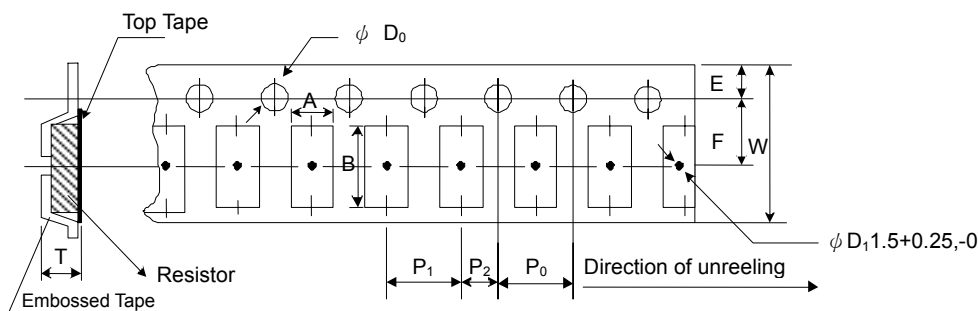 Top Tape
ϕ D₀
A
E
F
W
B
T
Resistor
Embossed Tape
P₁
P₂
P₀
Direction of unreeling
ϕ D₁1.5+0.25,-0